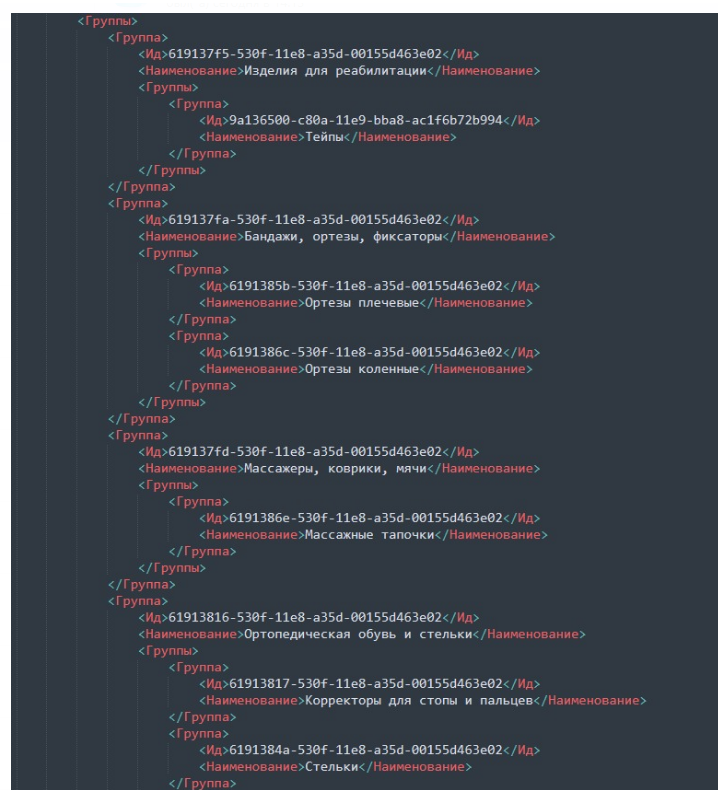 <Группы>
<Группа>
<Ид>619137f5-530f-11e8-a35d-00155d463e02</Ид>
<Наименование>Изделия для реабилитации</Наименование>
<Группы>
<Группа>
<Ид>9a136500-c80a-11e9-bba8-ac1f6b72b994</Ид>
<Наименование>Тейпы</Наименование>
</Группа>
</Группы>
</Группа>
<Группа>
<Ид>619137fa-530f-11e8-a35d-00155d463e02</Ид>
<Наименование>Бандажи, ортезы, фиксаторы</Наименование>
<Группы>
<Группа>
<Ид>6191385b-530f-11e8-a35d-00155d463e02</Ид>
<Наименование>Ортезы плечевые</Наименование>
</Группа>
<Группа>
<Ид>6191386c-530f-11e8-a35d-00155d463e02</Ид>
<Наименование>Ортезы коленные</Наименование>
</Группа>
</Группы>
</Группа>
<Группа>
<Ид>619137fd-530f-11e8-a35d-00155d463e02</Ид>
<Наименование>Массажеры, коврики, мячи</Наименование>
<Группы>
<Группа>
<Ид>6191386e-530f-11e8-a35d-00155d463e02</Ид>
<Наименование>Массажные тапочки</Наименование>
</Группа>
</Группы>
</Группа>
<Группа>
<Ид>61913816-530f-11e8-a35d-00155d463e02</Ид>
<Наименование>Ортопедическая обувь и стельки</Наименование>
<Группы>
<Группа>
<Ид>61913817-530f-11e8-a35d-00155d463e02</Ид>
<Наименование>Корректоры для стопы и пальцев</Наименование>
</Группа>
<Группа>
<Ид>6191384a-530f-11e8-a35d-00155d463e02</Ид>
<Наименование>Стельки</Наименование>
</Группа>